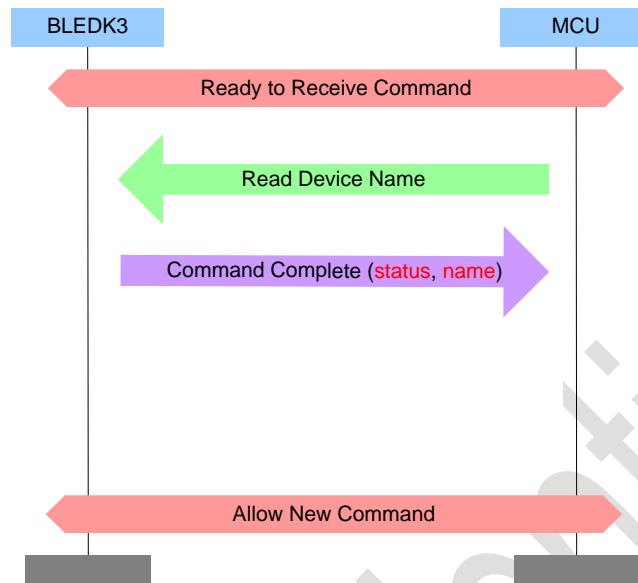 BLEDK3 MCU
Ready to Receive Command
Read Device Name
Command Complete (status, name)
Allow New Command